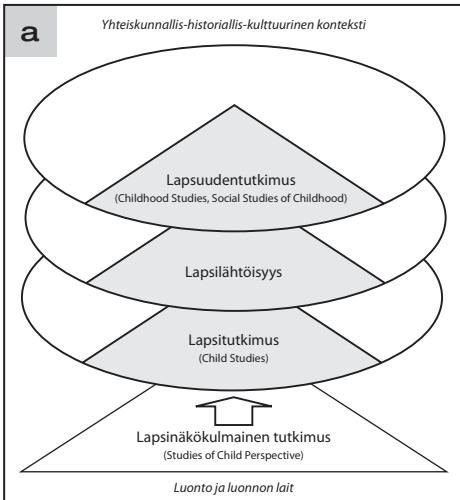 a
Yhteiskunnallis-historiallis-kulttuurinen konteksti
Lapsuudentutkimus
(Childhood Studies, Social Studies of Childhood)
Lapsilähtöisyys
Lapsitutkimus
(Child Studies)
Lapsinäkökulmainen tutkimus
(Studies of Child Perspective)
Luonto ja luonnon lait